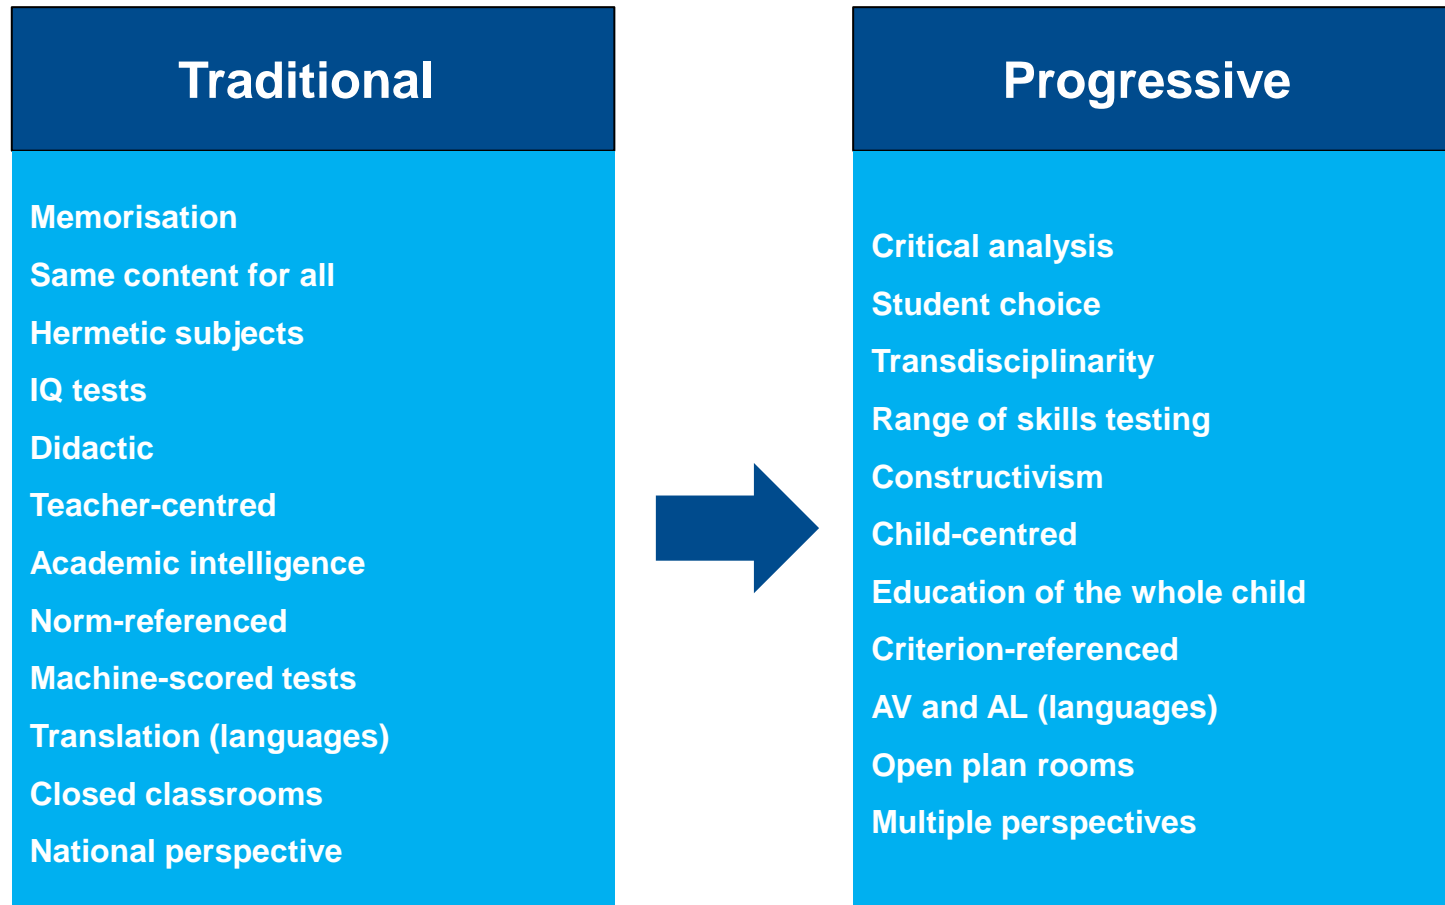 Traditional
Memorisation
Same content for all
Hermetic subjects
IQ tests
Didactic
Teacher-centred
Academic intelligence
Norm-referenced
Machine-scored tests
Translation (languages)
Closed classrooms
National perspective
Progressive
Critical analysis
Student choice
Transdisciplinarity
Range of skills testing
Constructivism
Child-centred
Education of the whole child
Criterion-referenced
AV and AL (languages)
Open plan rooms
Multiple perspectives